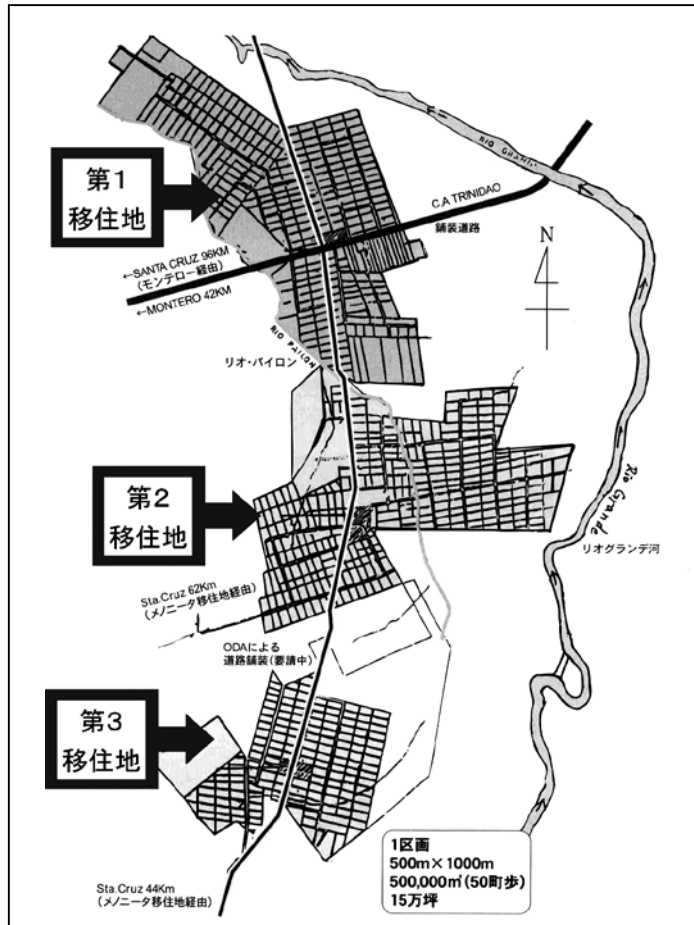 RIO GRANDE
第1
移住地
C.A TRINIDAO
舗装道路
N
←SANTA CRUZ 96KM
(モンテロー経由)
←MONTERO 42KM
RIO PAILON
リオ・パイロン
第2
移住地
Rio Grande
リオグランデ河
Sta.Cruz 62Km
(メノニータ移住地経由)
ODAによる
道路舗装(要請中)
第3
移住地
1区画
500m×1000m
500,000㎡(50町歩)
15万坪
Sta.Cruz 44Km
(メノニータ移住地経由)